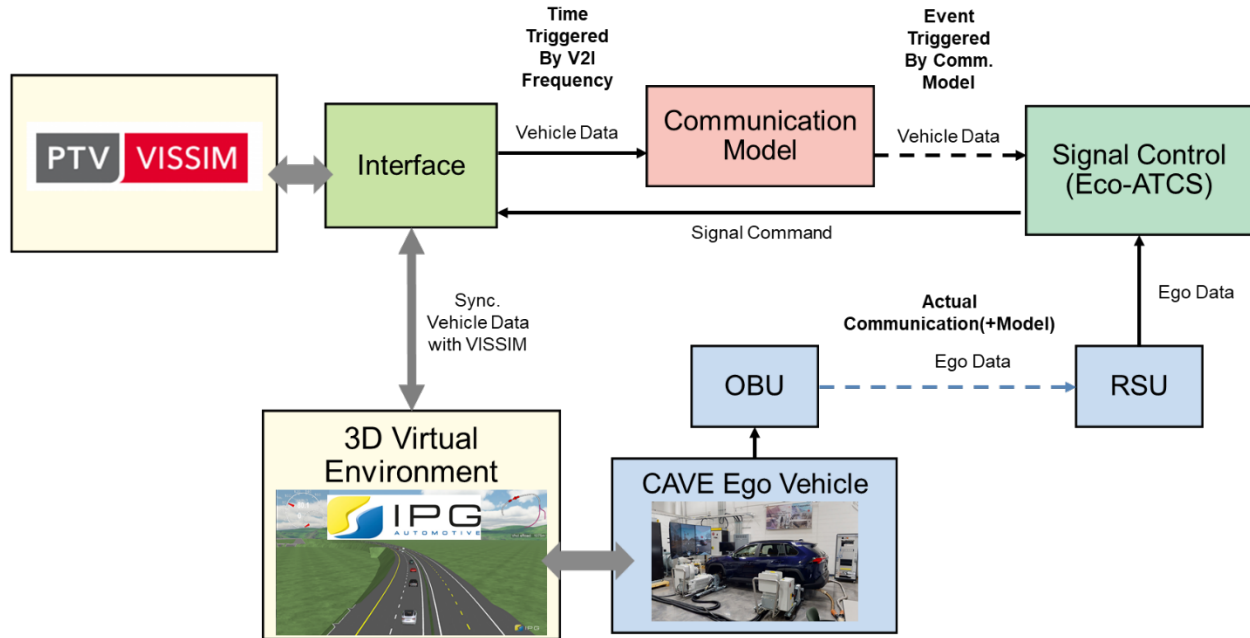 Time
Triggered
By V2I
Frequency
Event
Triggered
By Comm.
Model
PTV VISSIM
Interface
Vehicle Data
Communication
Model
Vehicle Data
Signal Control
(Eco-ATCS)
Signal Command
Sync.
Vehicle Data
with VISSIM
Actual
Communication(+Model)
Ego Data
Ego Data
OBU
RSU
3D Virtual
Environment
IPG
AUTOMOTIVE
IPG
CAVE Ego Vehicle